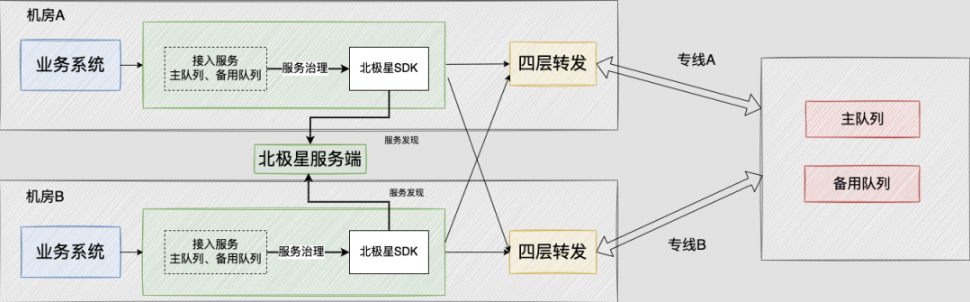 机房A
业务系统
接入服务
主队列、备用队列
服务治理
北极星SDK
四层转发
专线A
主队列
备用队列
服务发现
北极星服务端
服务发现
机房B
业务系统
接入服务
主队列、备用队列
服务治理
北极星SDK
四层转发
专线B